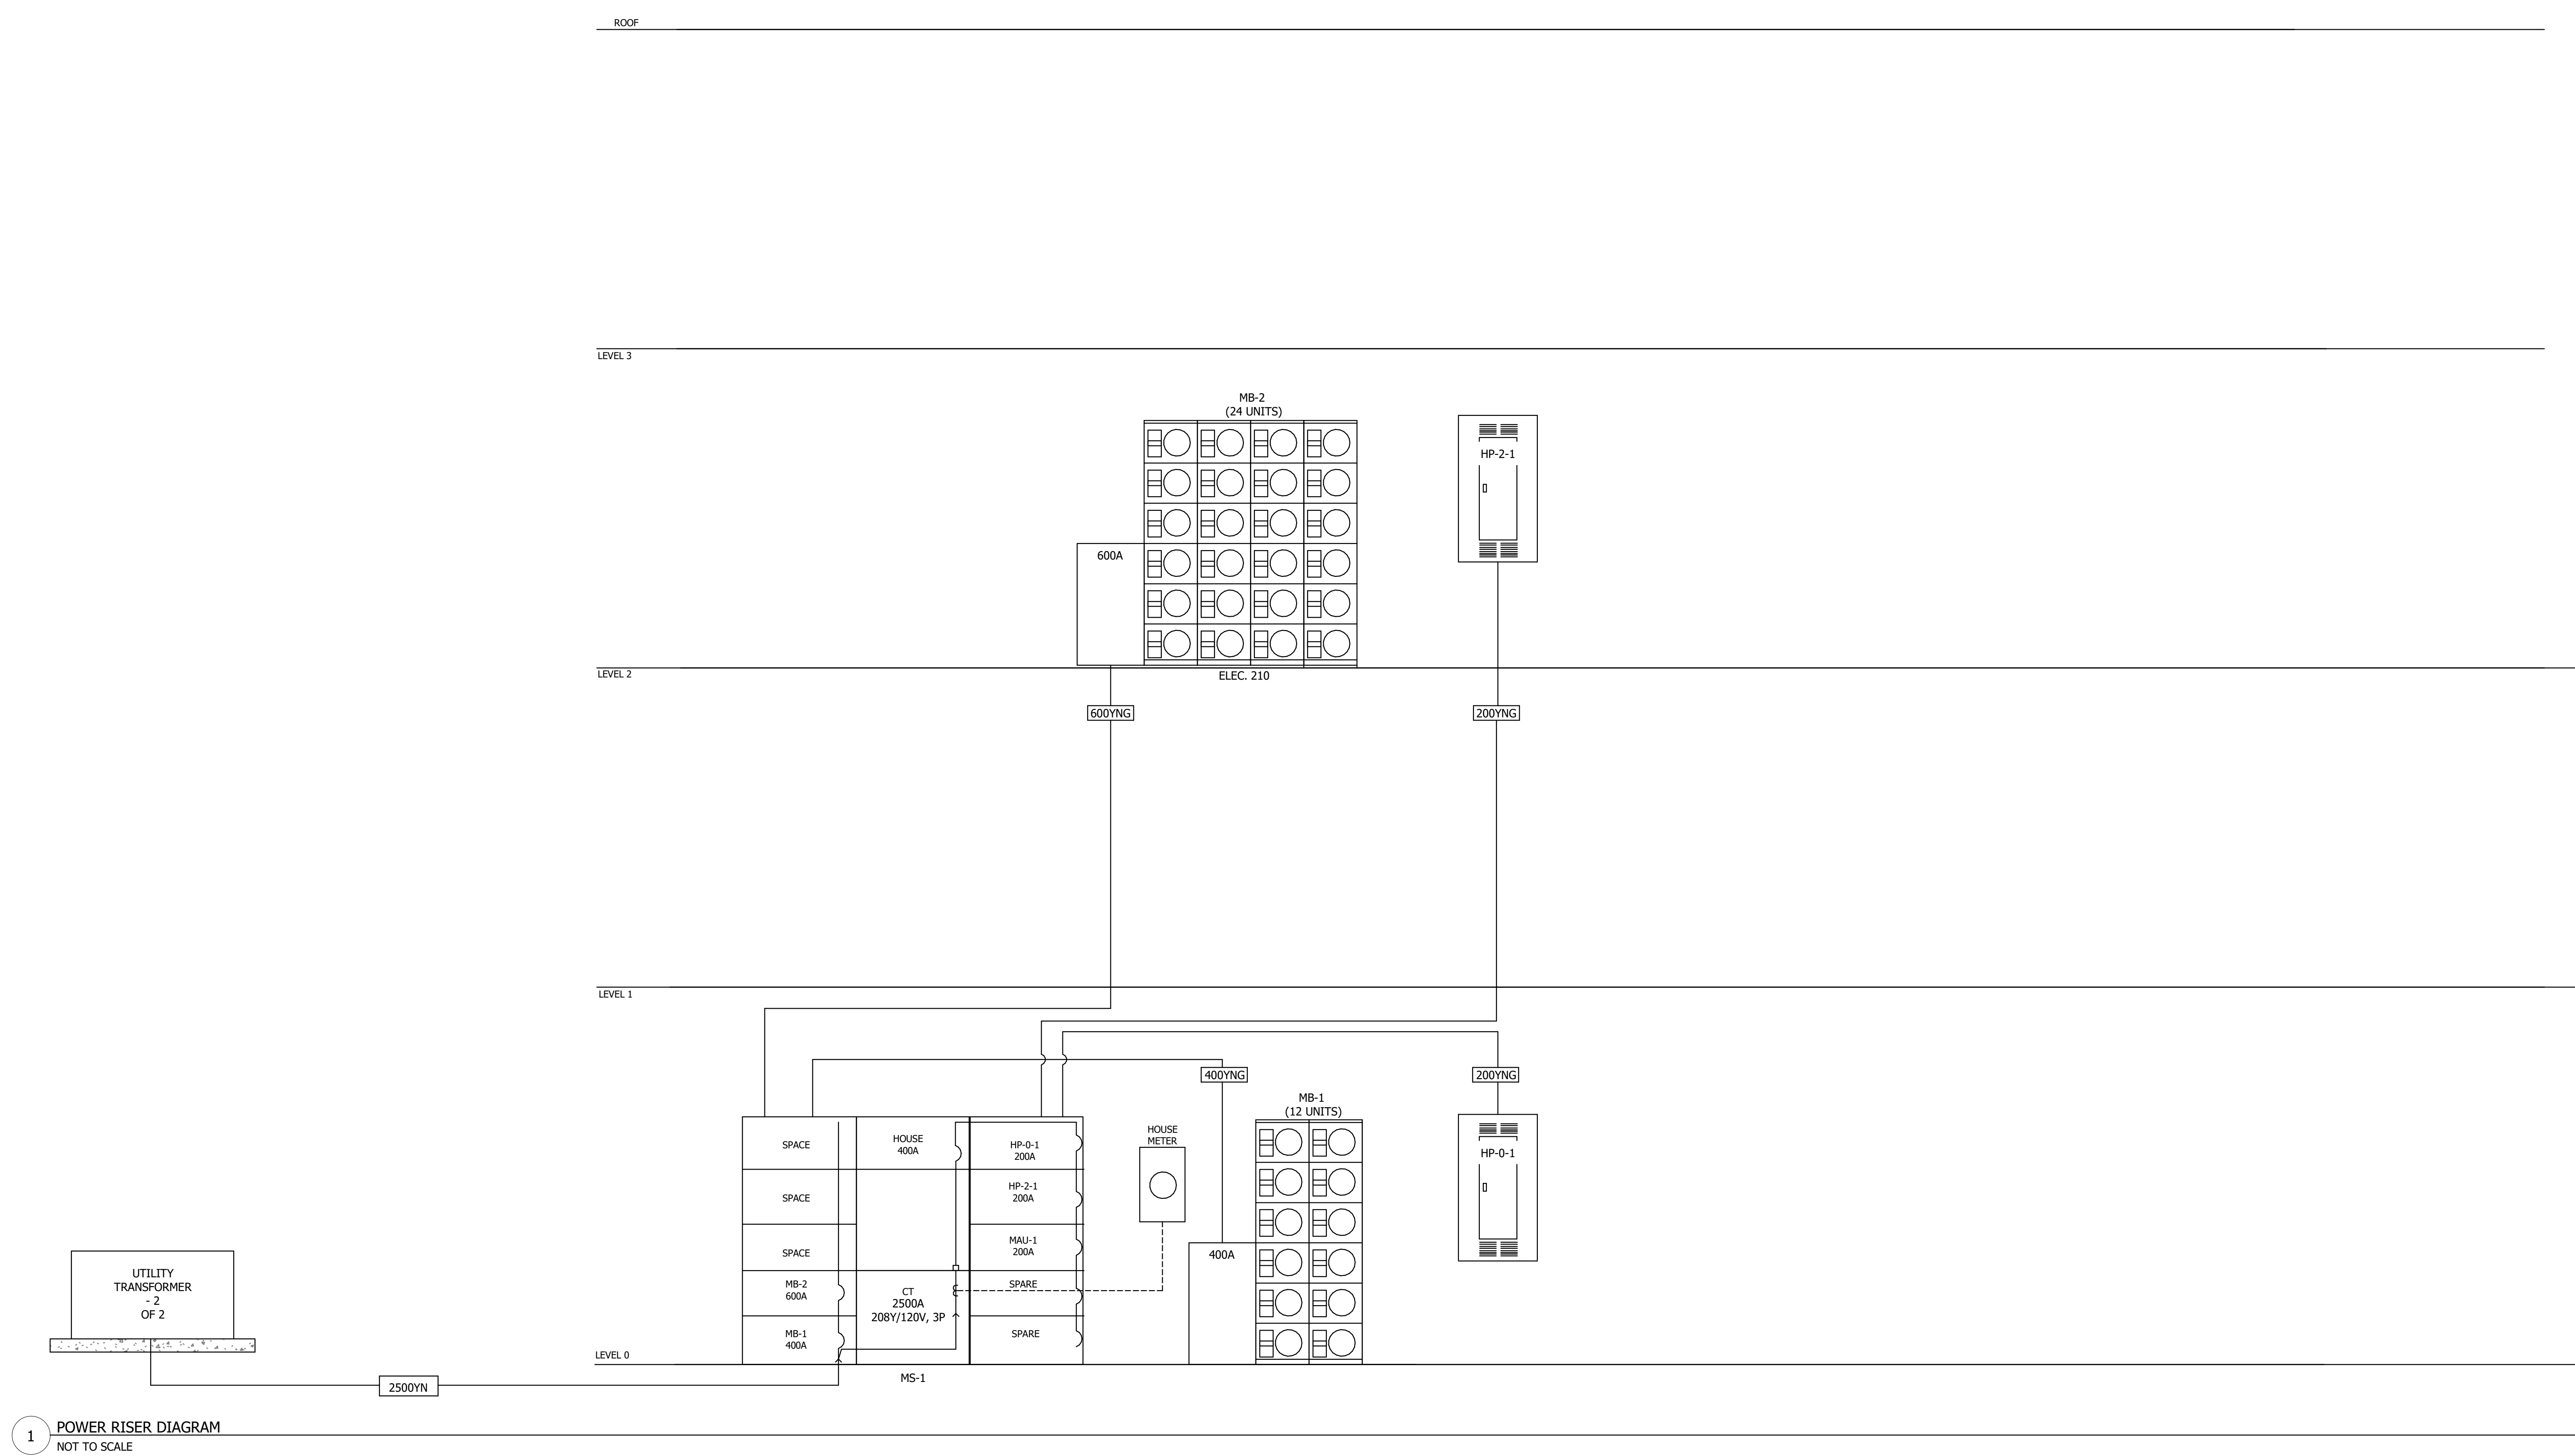 ROOF
LEVEL 3
MB-2
(24 UNITS)
HP-2-1
600A
LEVEL 2
ELEC. 210
600YNG
200YNG
LEVEL 1
400YNG
200YNG
MB-1
(12 UNITS)
SPACE
HOUSE
400A
HP-0-1
200A
HOUSE
METER
HP-0-1
SPACE
HP-2-1
200A
SPACE
MAU-1
200A
400A
UTILITY
TRANSFORMER
- 2
OF 2
MB-2
600A
CT
2500A
208Y/120V, 3P
SPARE
MB-1
400A
SPARE
LEVEL 0
MS-1
2500YN
1
POWER RISER DIAGRAM
NOT TO SCALE